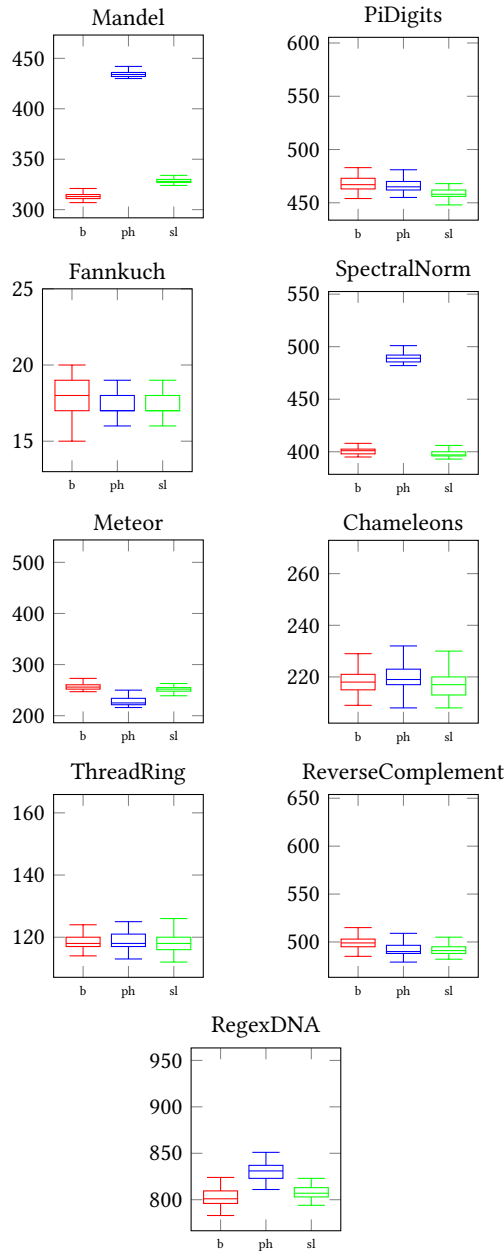 Mandel
450
400
350
300
b ph sl
PiDigits
600
550
500
450
b ph sl
Fannkuch
25
20
15
b ph sl
SpectralNorm
550
500
450
400
b ph sl
Meteor
500
400
300
200
b ph sl
Chameleons
260
220
b ph sl
ThreadRing
160
140
120
b ph sl
ReverseComplement
650
600
550
500
b ph sl
RegexDNA
950
900
850
800
b ph sl